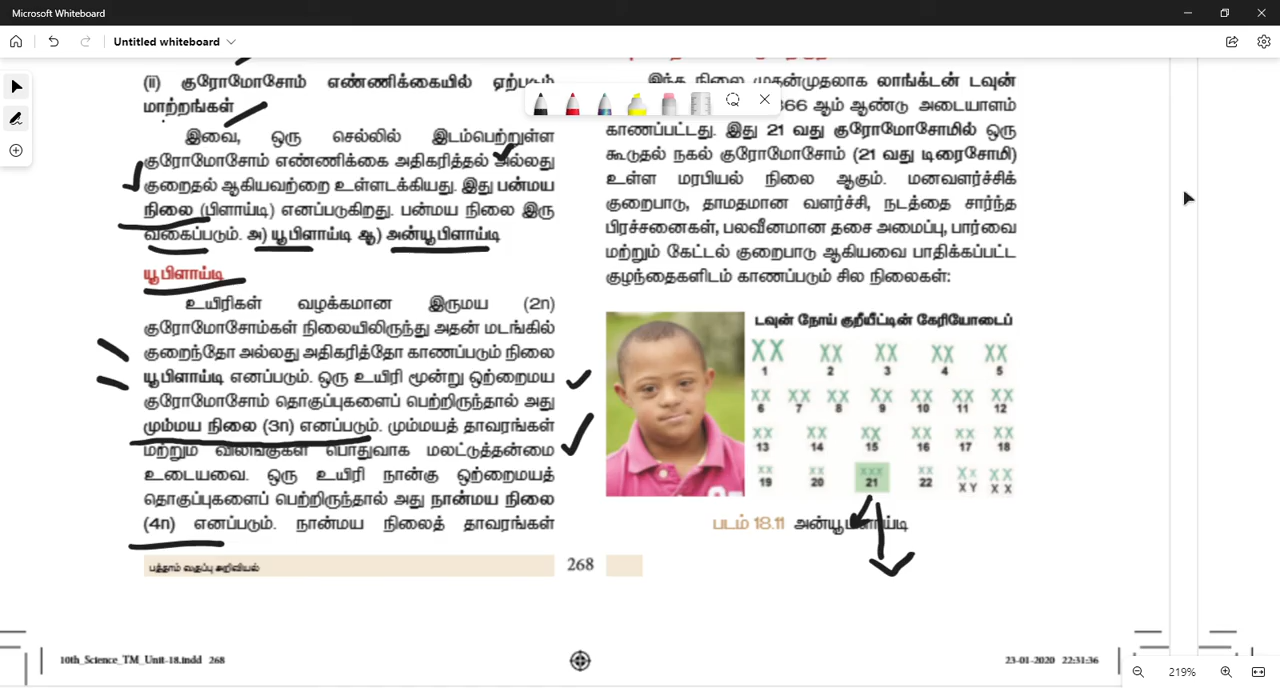 Microsoft Whiteboard
Untitled whiteboard
(ii) குரோமோசோம் எண்ணிக்கையில் ஏற்படும்
மாற்றங்கள்
இவை, ஒரு செல்லில் இடம்பெற்றுள்ள
குரோமோசோம் எண்ணிக்கை அதிகரித்தல் அல்லது
குறைதல் ஆகியவற்றை உள்ளடக்கியது. இது பன்மய
நிலை (பிளாய்டி) எனப்படுகிறது. பன்மய நிலை இரு
வகைப்படும். அ) யூபிளாய்டி ஆ) அன்யூபிளாய்டி
யூபிளாய்டி
உயிரிகள் வழக்கமான இருமய (2n)
குரோமோசோம்கள் நிலையிலிருந்து அதன் மடங்கில்
குறைந்தோ அல்லது அதிகரித்தோ காணப்படும் நிலை
யூபிளாய்டி எனப்படும். ஒரு உயிரி மூன்று ஒற்றைமய
குரோமோசோம் தொகுப்புகளைப் பெற்றிருந்தால் அது
மும்மய நிலை (3n) எனப்படும். மும்மயத் தாவரங்கள்
மற்றும் விலங்குகள் பொதுவாக மலட்டுத்தன்மை
உடையவை. ஒரு உயிரி நான்கு ஒற்றைமயத்
தொகுப்புகளைப் பெற்றிருந்தால் அது நான்மய நிலை
(4n) எனப்படும். நான்மய நிலைத் தாவரங்கள்
பத்தாம் வகுப்பு அறிவியல்
268
இந்த நிலை முதன்முதலாக லாங்க்டன் டவுன்
866 ஆம் ஆண்டு அடையாளம்
காணப்பட்டது. இது 21 வது குரோமோசோமில் ஒரு
கூடுதல் நகல் குரோமோசோம் (21 வது டிரைசோமி)
உள்ள மரபியல் நிலை ஆகும். மனவளர்ச்சிக்
குறைபாடு, தாமதமான வளர்ச்சி, நடத்தை சார்ந்த
பிரச்சனைகள், பலவீனமான தசை அமைப்பு, பார்வை
மற்றும் கேட்டல் குறைபாடு ஆகியவை பாதிக்கப்பட்ட
குழந்தைகளிடம் காணப்படும் சில நிலைகள்:
டவுன் நோய் குறியீட்டின் கேரியோடைப்
1 2 3 4 5
6 7 8 9 10 11 12
13 14 15 16 17 18
19 20 21 22 XY XX
படம் 18.11 அன்யூபிளாய்டி
10th_Science_TM_Unit-18.indd 268
23-01-2020 22:31:36
219%